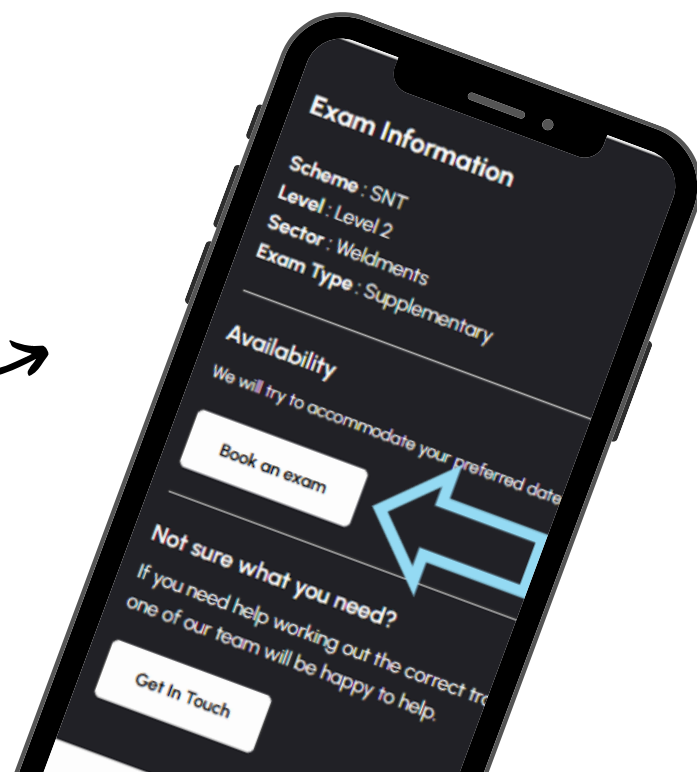 Exam Information
Scheme : SNT
Level : Level 2
Sector : Weldments
Exam Type : Supplementary
Availability
We will try to accommodate your preferred date
Book an exam
Not sure what you need?
If you need help working out the correct
one of our team will be happy to help.
Get In Touch